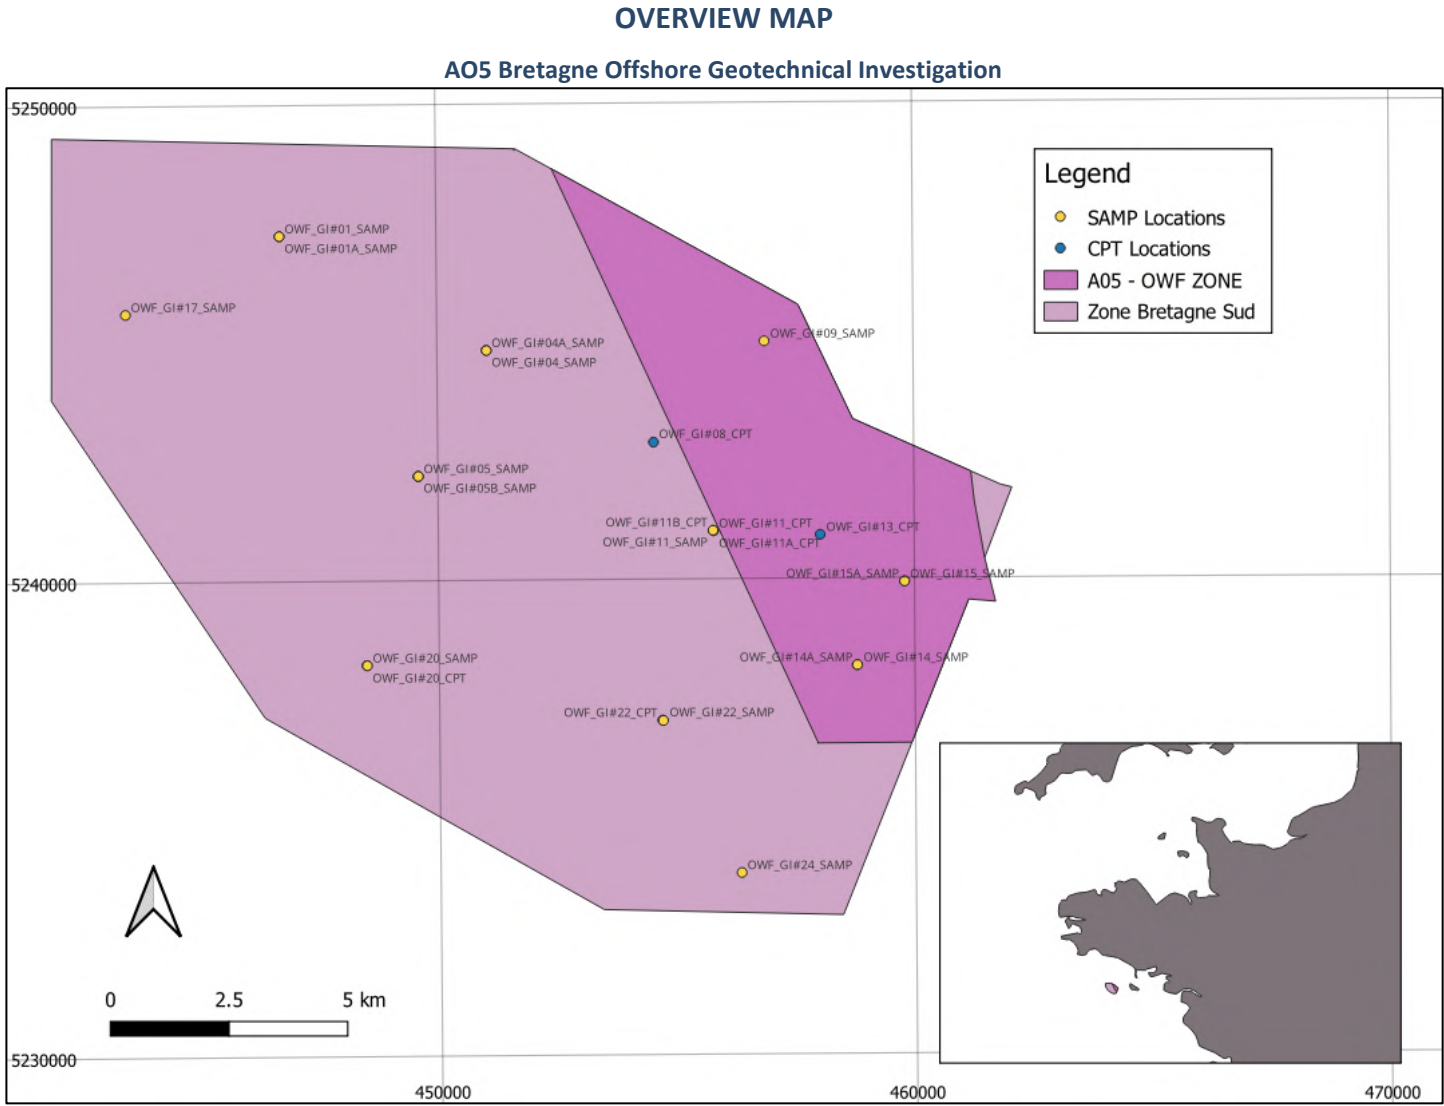 OVERVIEW MAP
AO5 Bretagne Offshore Geotechnical Investigation
5250000
Legend
SAMP Locations
CPT Locations
A05 - OWF ZONE
Zone Bretagne Sud
OWF_GI#01_SAMP
OWF_GI#01A_SAMP
OWF_GI#17_SAMP
OWF_GI#09_SAMP
OWF_GI#04A_SAMP
OWF_GI#04_SAMP
OWF_GI#08_CPT
OWF_GI#05_SAMP
OWF_GI#05B_SAMP
OWF_GI#11B_CPT OWF_GI#11_CPT OWF_GI#13_CPT
OWF_GI#11_SAMP OWF_GI#11A_CPT
5240000
OWF_GI#15A_SAMP OWF_GI#15_SAMP
OWF_GI#14A_SAMP OWF_GI#14_SAMP
OWF_GI#20_SAMP
OWF_GI#20_CPT
OWF_GI#22_CPT OWF_GI#22_SAMP
OWF_GI#24_SAMP
0 2.5 5 km
5230000
450000 460000 470000